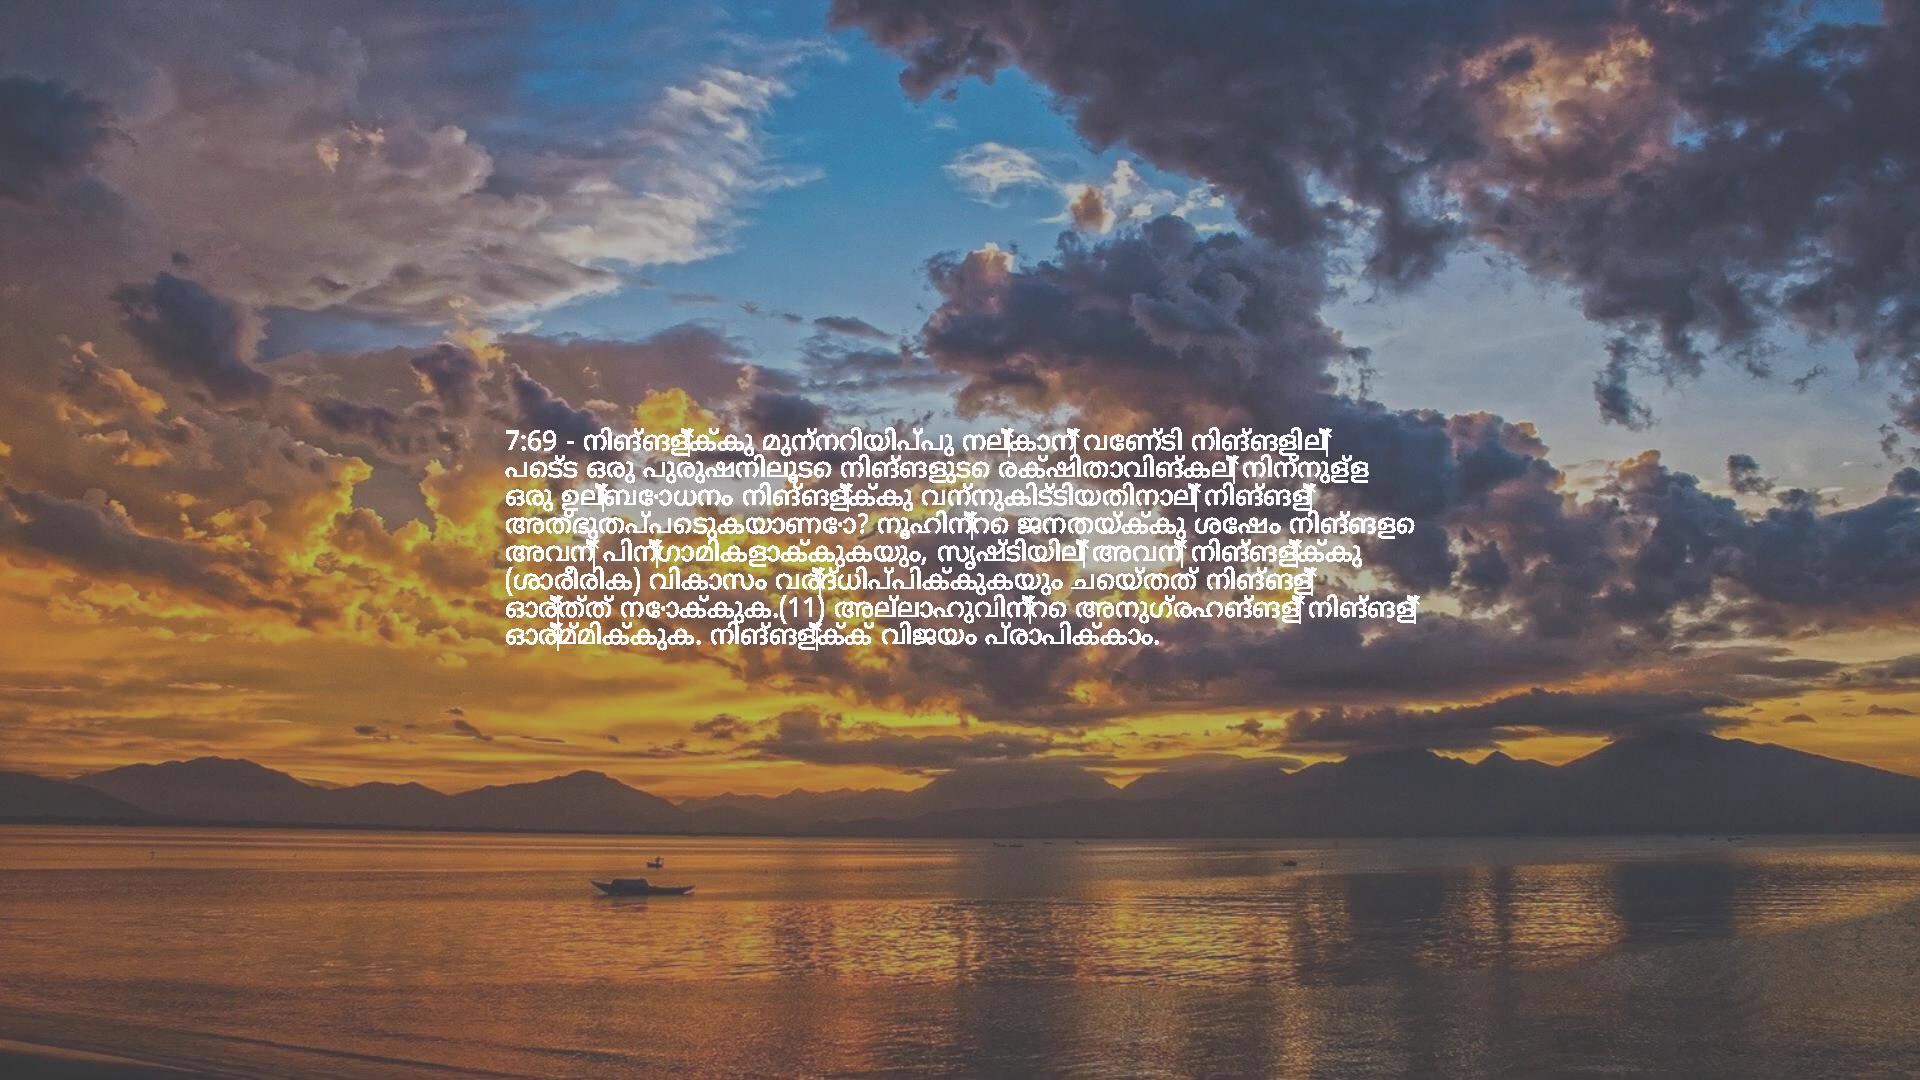 7:69 - നിങ്ങള്‍ക്കു മുന്നറിയിപ്പു നല്‍കാന്‍ വേണ്ടി നിങ്ങളില്‍
പെട്ട ഒരു പുരുഷനിലൂടെ നിങ്ങളുടെ രക്ഷിതാവിങ്കല്‍ നിന്നുള്ള
ഒരു ഉല്‍ബോധനം നിങ്ങള്‍ക്കു വന്നുകിട്ടിയതിനാല്‍ നിങ്ങള്‍
അത്ഭുതപ്പെടുകയാണോ? നൂഹിന്‍റെ ജനതയ്ക്കു ശേഷം നിങ്ങളെ
അവന്‍ പിന്‍ഗാമികളാക്കുകയും, സൃഷ്ടിയില്‍ അവന്‍ നിങ്ങള്‍ക്കു
(ശാരീരിക) വികാസം വര്‍ദ്ധിപ്പിക്കുകയും ചെയ്തത് നിങ്ങള്‍
ഓര്‍ത്ത് നോക്കുക.(11) അല്ലാഹുവിന്‍റെ അനുഗ്രഹങ്ങള്‍ നിങ്ങള്‍
ഓര്‍മ്മിക്കുക. നിങ്ങള്‍ക്ക് വിജയം പ്രാപിക്കാം.